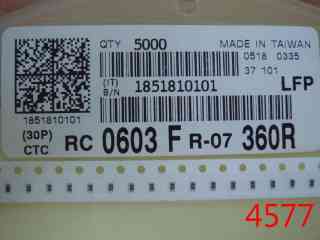 QTY 5000 MADE IN TAIWAN
0518 0335
37 101
(1T)
B/N 1851810101 LFP
1851810101
(30P)
CTC RC 0603 F R-07 360R
4577